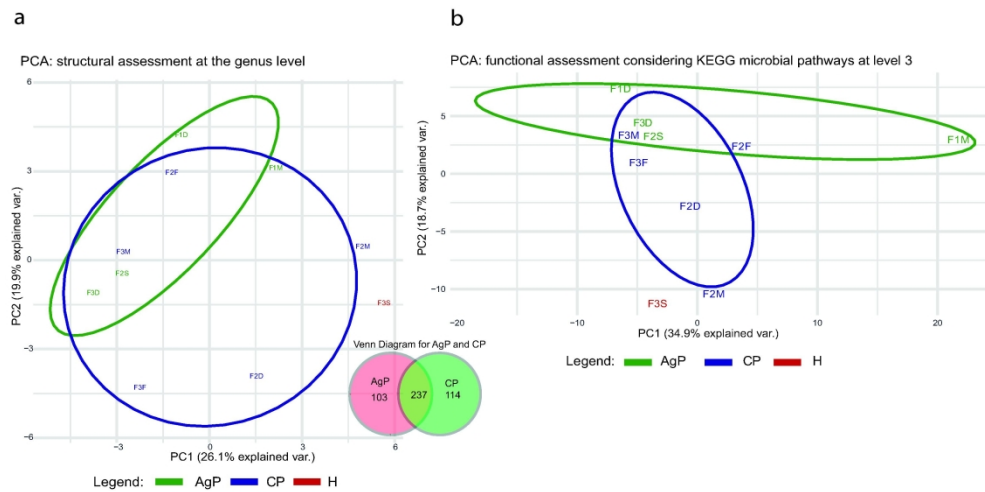 a
PCA: structural assessment at the genus level
6
3
0
−3
−6
PC2 (19.9% explained var.)
F1D
F2F
F1M
F3M
F2M
F2S
F3D
F3S
F3F
F2D
−3
0
3
6
PC1 (26.1% explained var.)
Venn Diagram for AgP and CP
AgP
103
237
CP
114
Legend: AgP CP H
b
PCA: functional assessment considering KEGG microbial pathways at level 3
5
0
−5
−10
PC2 (18.7% explained var.)
F1D
F3D
F3M
F2S
F2F
F1M
F3F
F2D
F2M
F3S
−20
−10
0
10
20
PC1 (34.9% explained var.)
Legend: AgP CP H